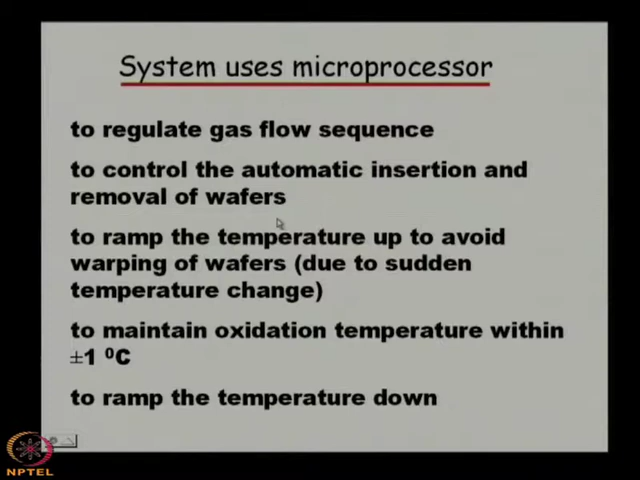 System uses microprocessor
to regulate gas flow sequence
to control the automatic insertion and
removal of wafers
to ramp the temperature up to avoid
warping of wafers (due to sudden
temperature change)
to maintain oxidation temperature within
±1 ⁰C
to ramp the temperature down
NPTEL